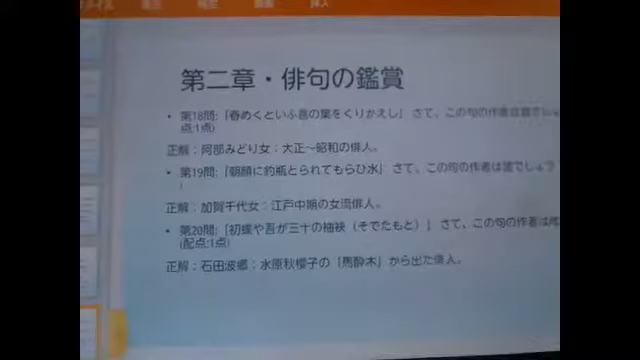 挿入
第二章・俳句の鑑賞
• 第18問:「春めくといふ言の葉をくりかえし」さて、この句の作者は誰でしょ
点:1点)
正解：阿部みどり女：大正～昭和の俳人。
• 第19問:「朝顔に釣瓶とられてもらひ水」さて、この句の作者は誰でしょう
正解：加賀千代女：江戸中期の女流俳人。
• 第20問:「初蝶や吾が三十の袖袂（そでたもと）」さて、この句の作者は
(配点:1点)
正解：石田波郷：水原秋櫻子の「馬酔木」から出た俳人。